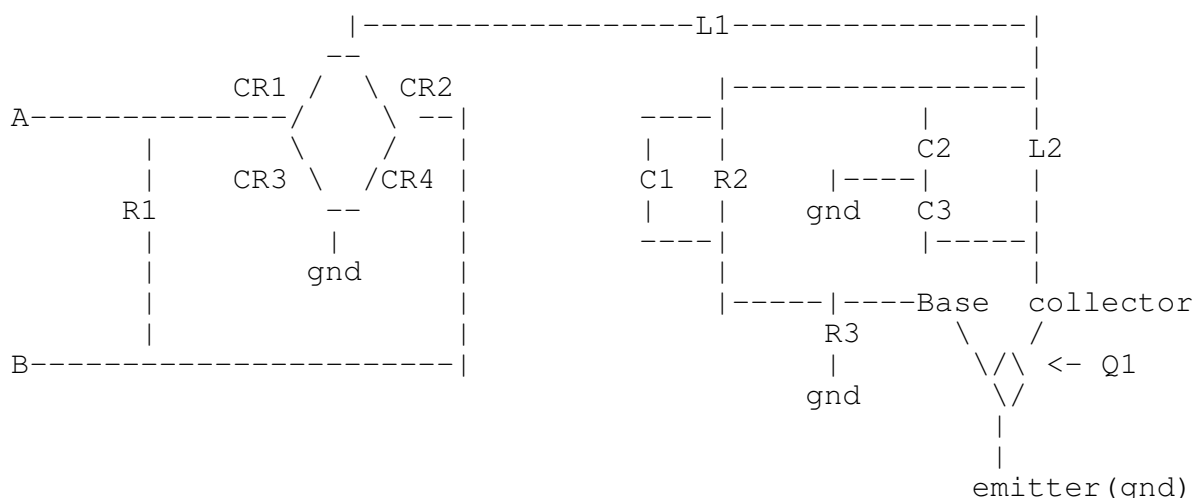 |------------------L1----------------|
-- |
CR1 / \ CR2 |----------------|
A--------------/ \ --| ----| | |
| \ / | | | C2 L2
| CR3 \ /CR4 | C1 R2 |----| |
R1 -- | | | gnd C3 |
| | | ----| |-----|
| gnd | | |
| | |-----|----Base collector
| | R3 \ /
B------------------------| | \/\ <- Q1
gnd \/
|
|
emitter(gnd)